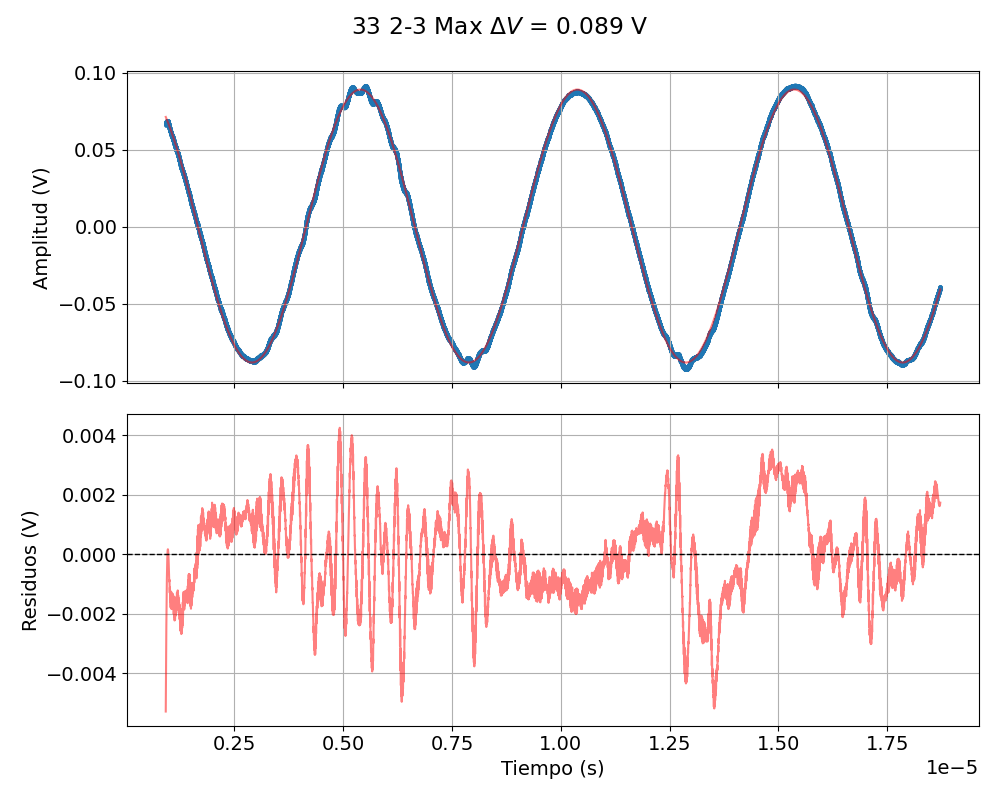 33 2-3 Max ΔV = 0.089 V
0.10
0.05
0.00
−0.05
−0.10
Amplitud (V)
0.004
0.002
0.000
−0.002
−0.004
Residuos (V)
0.25 0.50 0.75 1.00 1.25 1.50 1.75
1e−5
Tiempo (s)